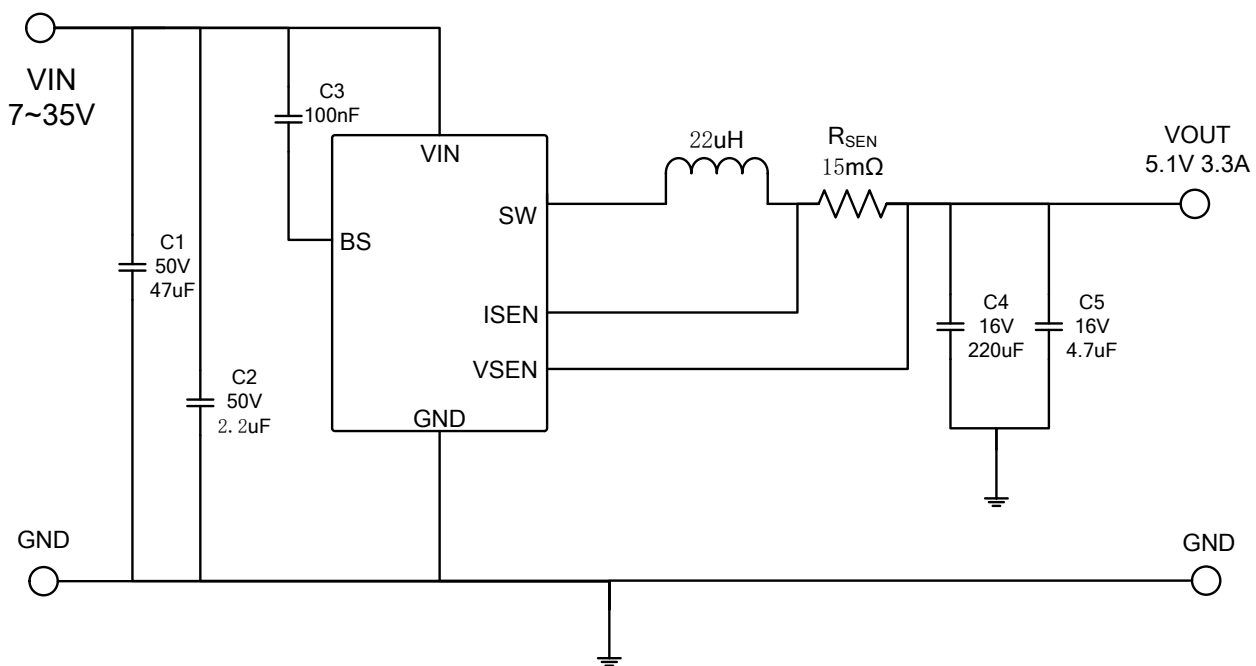 VIN
7~35V
C1
50V
47uF
C2
50V
2.2uF
C3
100nF
VIN
BS
SW
ISEN
VSEN
GND
22uH
RSEN
15mΩ
VOUT
5.1V 3.3A
C4
16V
220uF
C5
16V
4.7uF
GND
GND